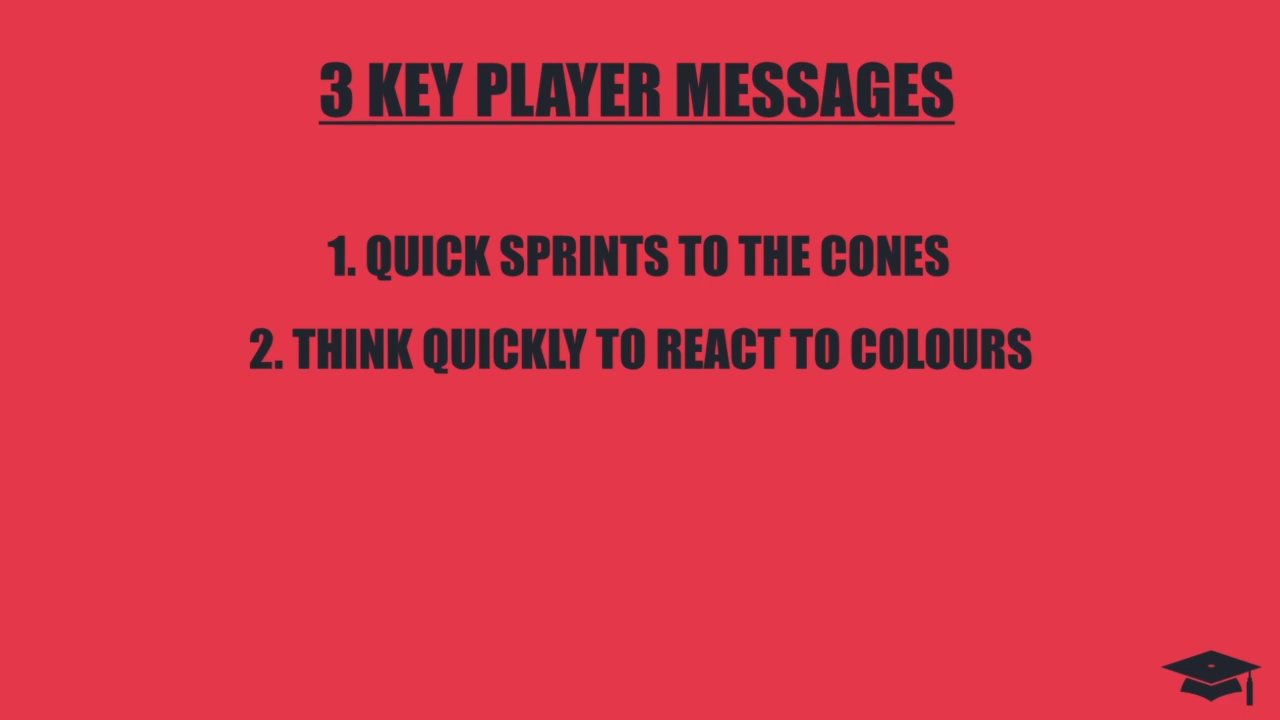 3 KEY PLAYER MESSAGES
1. QUICK SPRINTS TO THE CONES
2. THINK QUICKLY TO REACT TO COLOURS